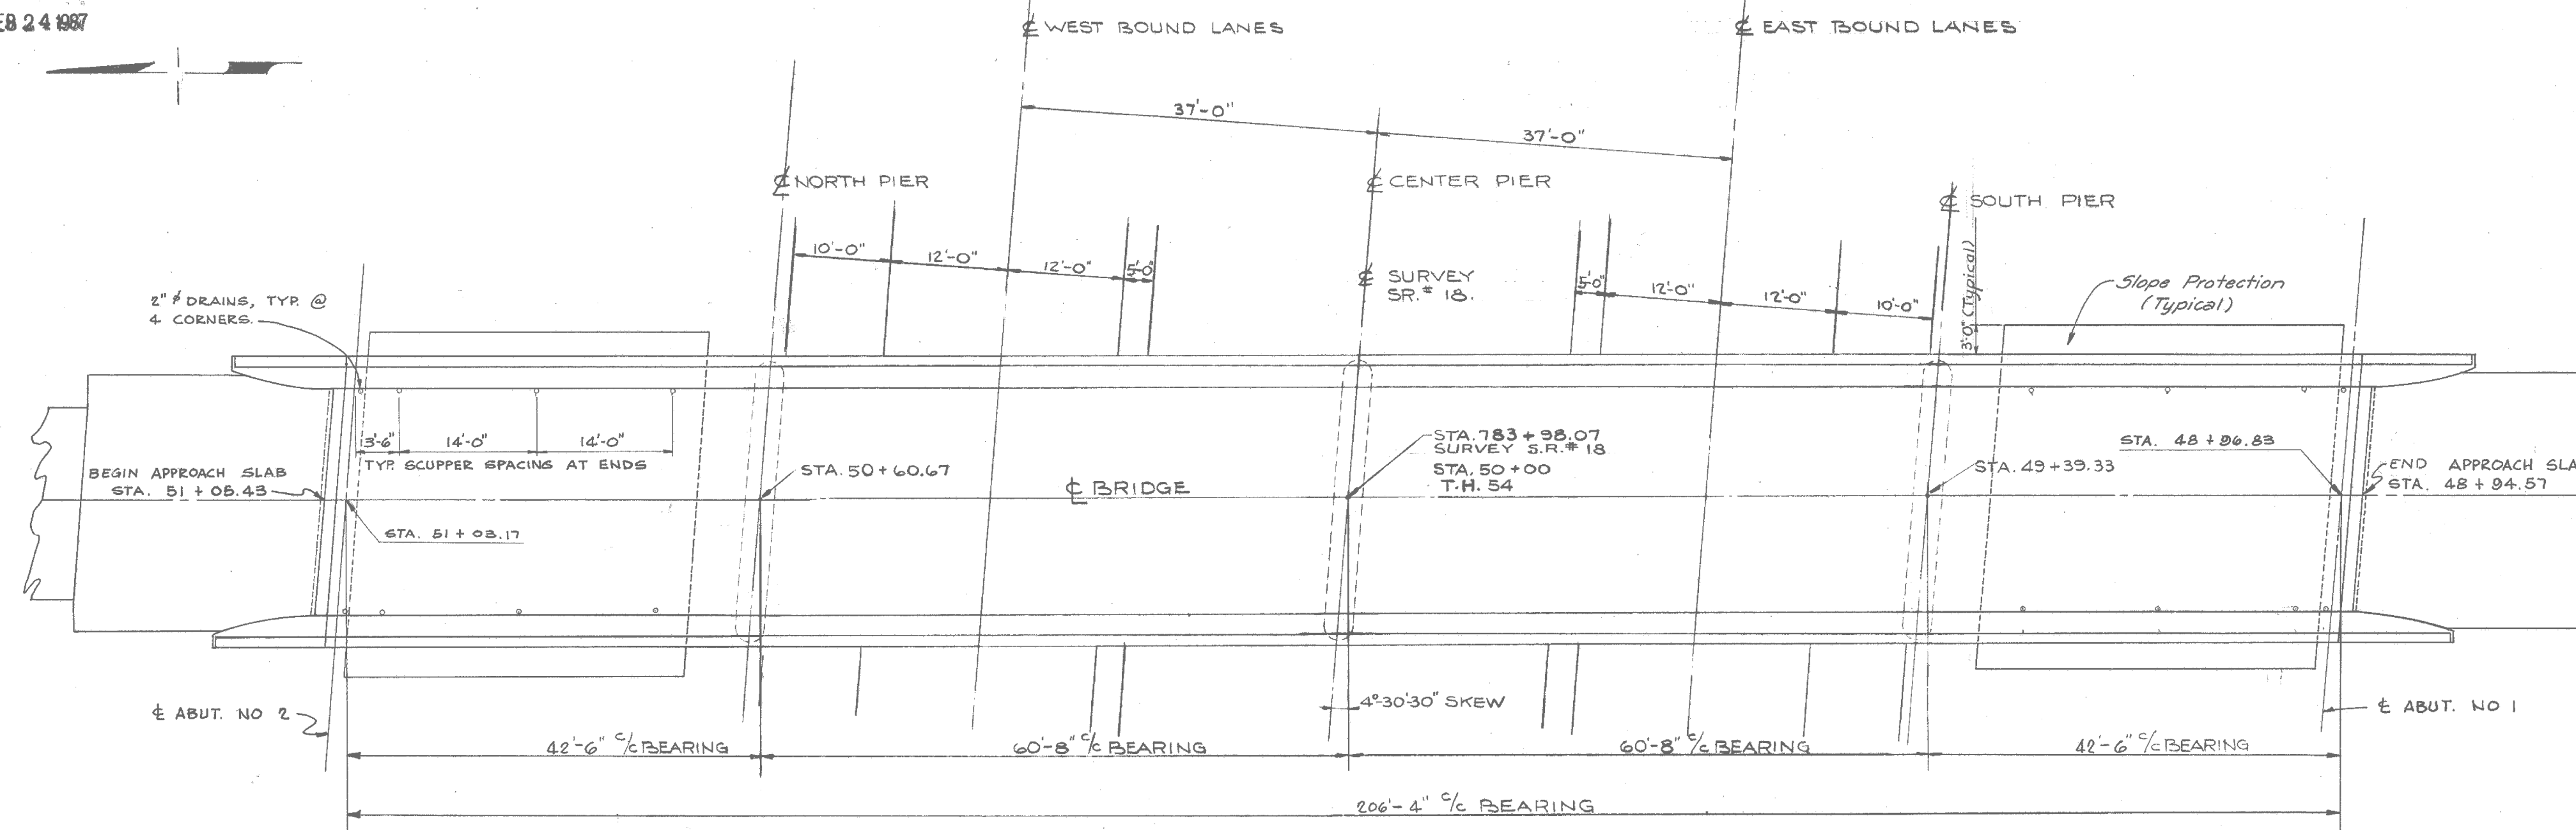 WEST BOUND LANES
EAST BOUND LANES
37'-0"
37'-0"
℄ NORTH PIER
℄ CENTER PIER
℄ SOUTH PIER
10'-0"
12'-0"
12'-0"
5'-0"
℄ SURVEY
SR.# 18.
5'-0"
12'-0"
12'-0"
10'-0"
3'-0" (Typical)
Slope Protection
(Typical)
2" ϕ DRAINS, TYP. @
4 CORNERS.
3'-6"
14'-0"
14'-0"
TYP. SCUPPER SPACING AT ENDS
BEGIN APPROACH SLAB
STA. 51 + 05.43
STA. 51 + 03.17
STA. 50 + 60.67
℄ BRIDGE
STA. 783 + 98.07
SURVEY S.R.# 18
STA. 50 + 00
T.H. 54
STA. 49 + 39.33
STA. 48 + 96.83
END APPROACH SLA
STA. 48 + 94.57
℄ ABUT. NO 2
4°-30'-30" SKEW
℄ ABUT. NO 1
42'-6" c/c BEARING
60'-8" c/c BEARING
60'-8" c/c BEARING
42'-6" c/c BEARING
206'-4" c/c BEARING